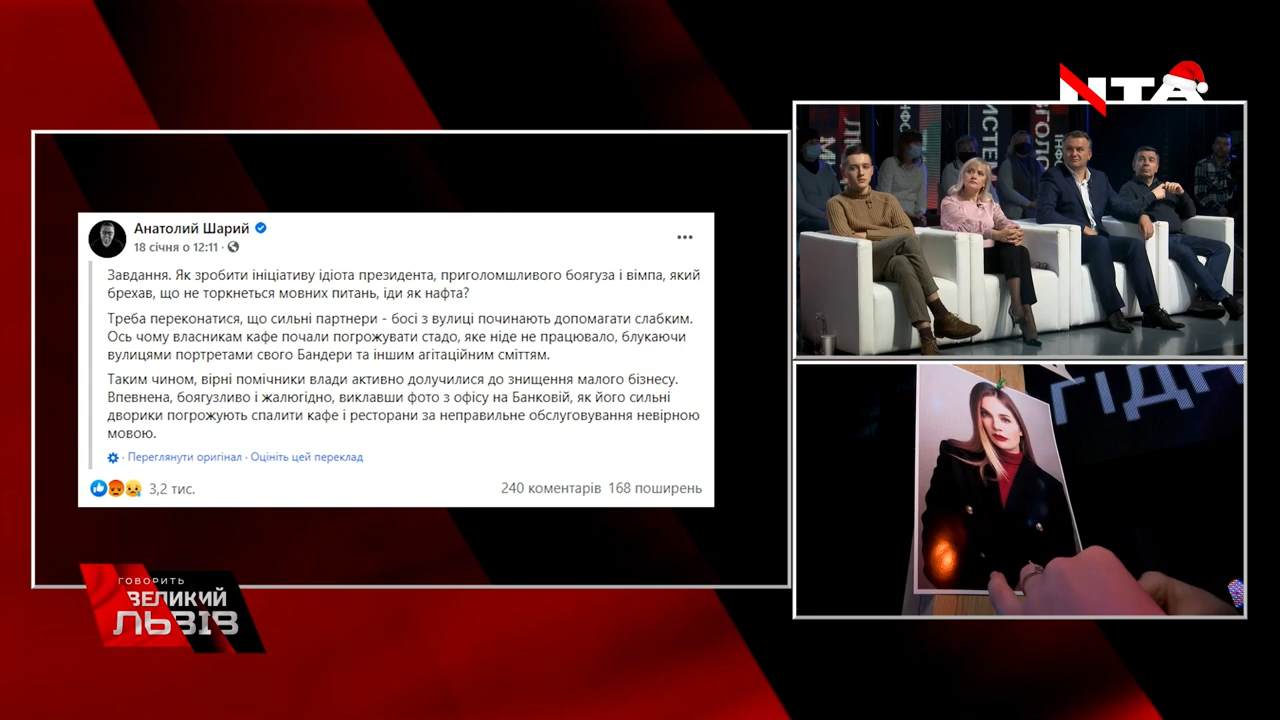 НТА
Анатолий Шарий
18 січня о 12:11 ·
Завдання. Як зробити ініціативу ідіота президента, приголомшливого боягуза і вімпа, який
брехав, що не торкнеться мовних питань, іди як нафта?
Треба переконатися, що сильні партнери - босі з вулиці починають допомагати слабким.
Ось чому власникам кафе почали погрожувати стадо, яке ніде не працювало, блукаючи
вулицями портретами свого Бандери та іншим агітаційним сміттям.
Таким чином, вірні помічники влади активно долучилися до знищення малого бізнесу.
Впевнена, боягузливо і жалюгідно, виклавши фото з офісу на Банковій, як його сильні
дворики погрожують спалити кафе і ресторани за неправильне обслуговування невірною
мовою.
· Переглянути оригінал · Оцініть цей переклад
3,2 тис.
240 коментарів 168 поширень
ГІДН
ГОВОРИТЬ
ВЕЛИКИЙ
ЛЬВІВ